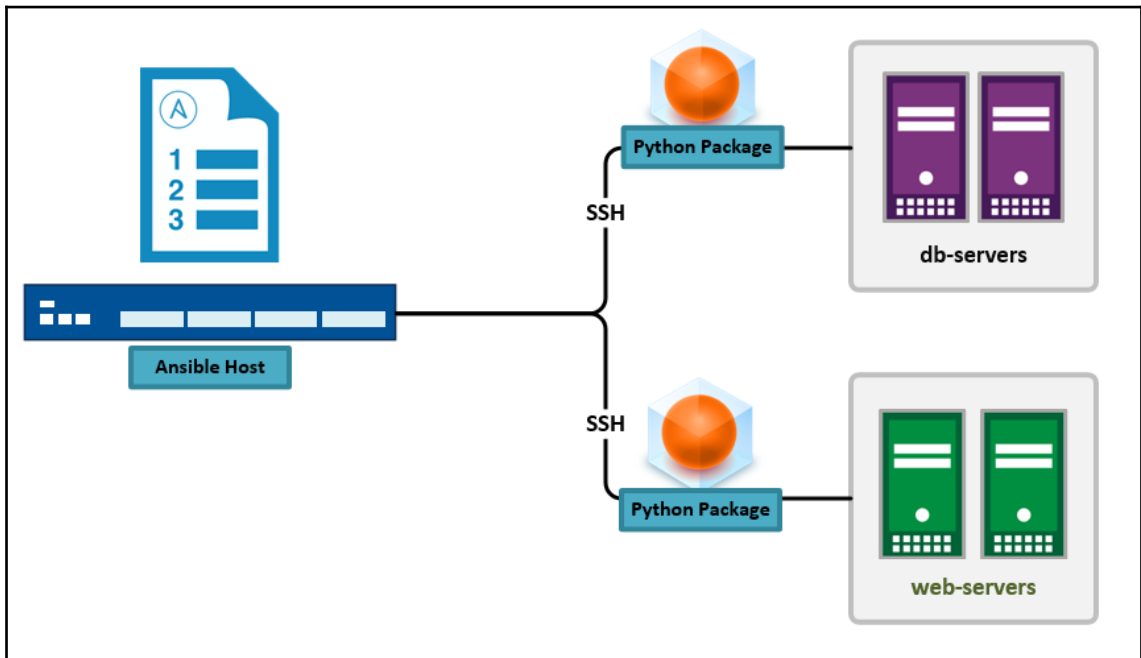 A
1
2
3
Ansible Host
SSH
Python Package
db-servers
SSH
Python Package
web-servers